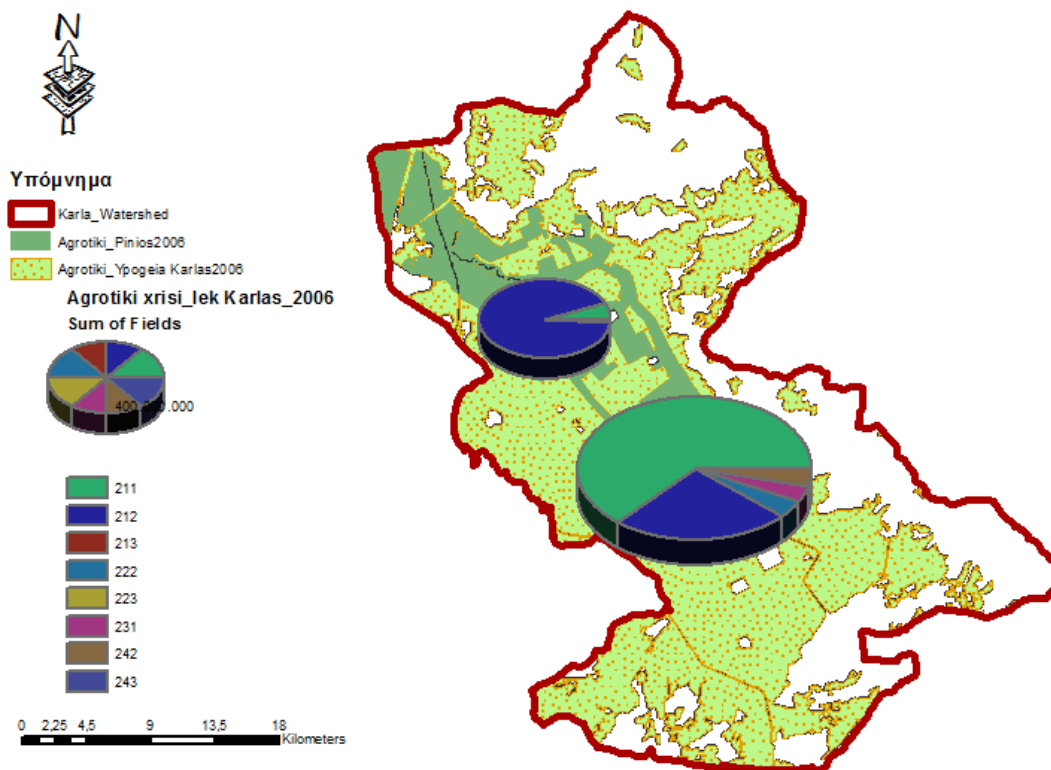 N
Υπόμνημα
Karla_Watershed
Agrotiki_Pinios2006
Agrotiki_Ypogeia Karlas2006
Agrotiki xrisi_lek Karlas_2006
Sum of Fields
211
212
213
222
223
231
242
243
0 2,25 4,5 9 13,5 18
Kilometers